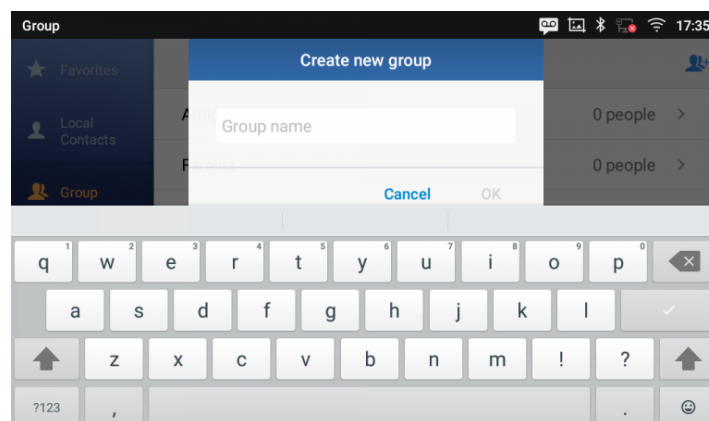 Group
17:35
Create new group
Favorites
Local
Contacts
Group
0 people
0 people
Group name
Cancel
OK
q 1 w 2 e 3 r 4 t 5 y 6 u 7 i 8 o 9 p 0
a s d f g h j k l
z x c v b n m ! ?
?123 , .